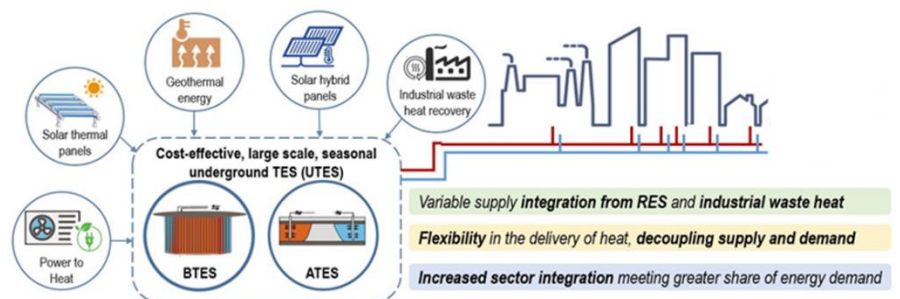 Geothermal
energy
Solar hybrid
panels
Industrial waste
heat recovery
Solar thermal
panels
Cost-effective, large scale, seasonal
underground TES (UTES)
Power to
Heat
BTES
ATES
Variable supply integration from RES and industrial waste heat
Flexibility in the delivery of heat, decoupling supply and demand
Increased sector integration meeting greater share of energy demand